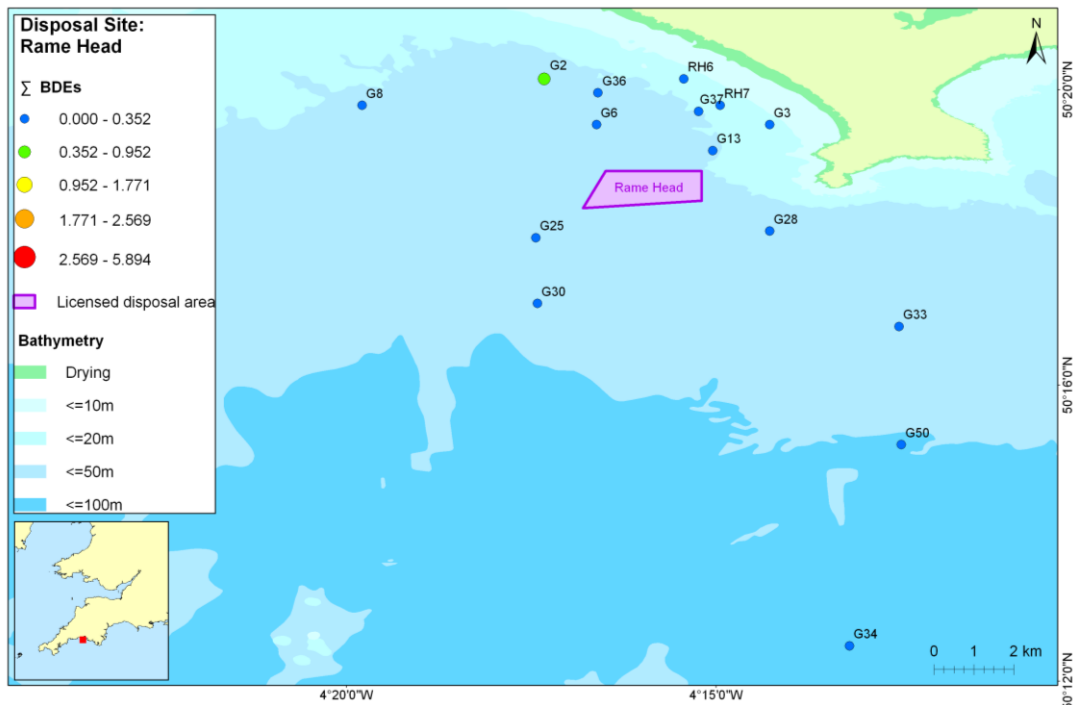 Disposal Site:
Rame Head
∑ BDEs
0.000 - 0.352
0.352 - 0.952
0.952 - 1.771
1.771 - 2.569
2.569 - 5.894
Licensed disposal area
Bathymetry
Drying
<=10m
<=20m
<=50m
<=100m
N
G2
G36
RH6
G8
G37
RH7
G6
G3
G13
Rame Head
G25
G28
G30
G33
G50
G34
0 1 2 km
50°20'0"N
50°16'0"N
50°12'0"N
4°20'0"W
4°15'0"W